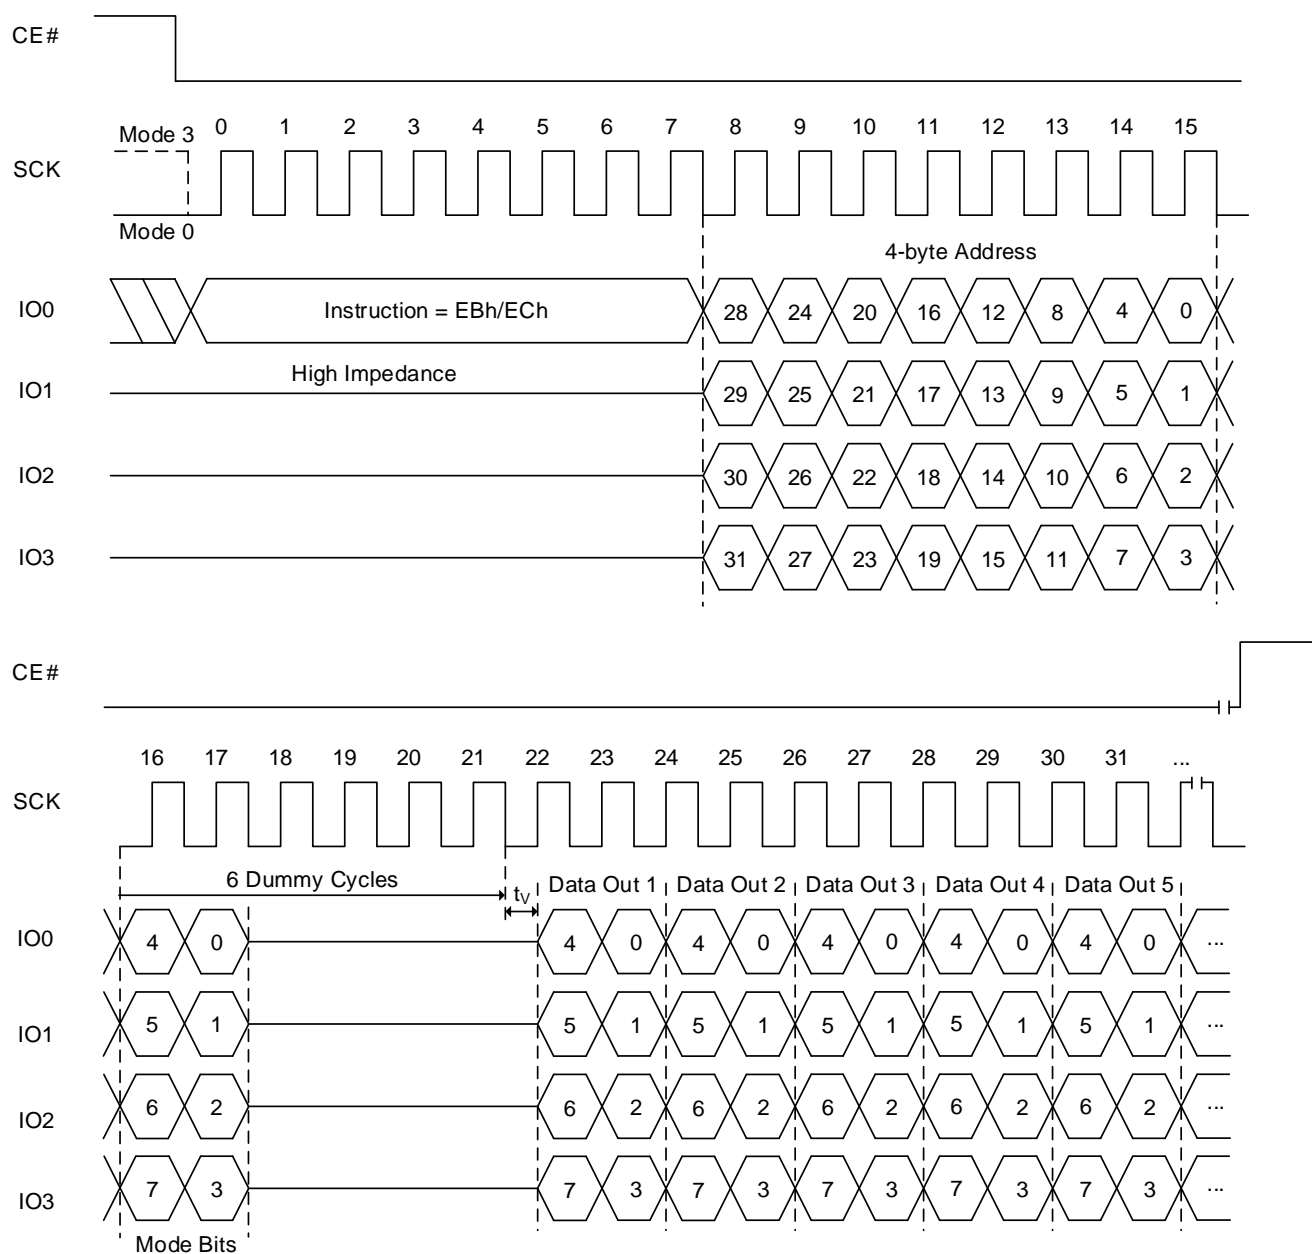 CE#
Mode 3 0 1 2 3 4 5 6 7 8 9 10 11 12 13 14 15
SCK
Mode 0
4-byte Address
IO0 Instruction = EBh/ECh 28 24 20 16 12 8 4 0
High Impedance
IO1 29 25 21 17 13 9 5 1
IO2 30 26 22 18 14 10 6 2
IO3 31 27 23 19 15 11 7 3
CE#
16 17 18 19 20 21 22 23 24 25 26 27 28 29 30 31 ...
SCK
6 Dummy Cycles tV Data Out 1 Data Out 2 Data Out 3 Data Out 4 Data Out 5
IO0 4 0 4 0 4 0 4 0 4 0 4 0 ...
IO1 5 1 5 1 5 1 5 1 5 1 5 1 ...
IO2 6 2 6 2 6 2 6 2 6 2 6 2 ...
IO3 7 3 7 3 7 3 7 3 7 3 7 3 ...
Mode Bits